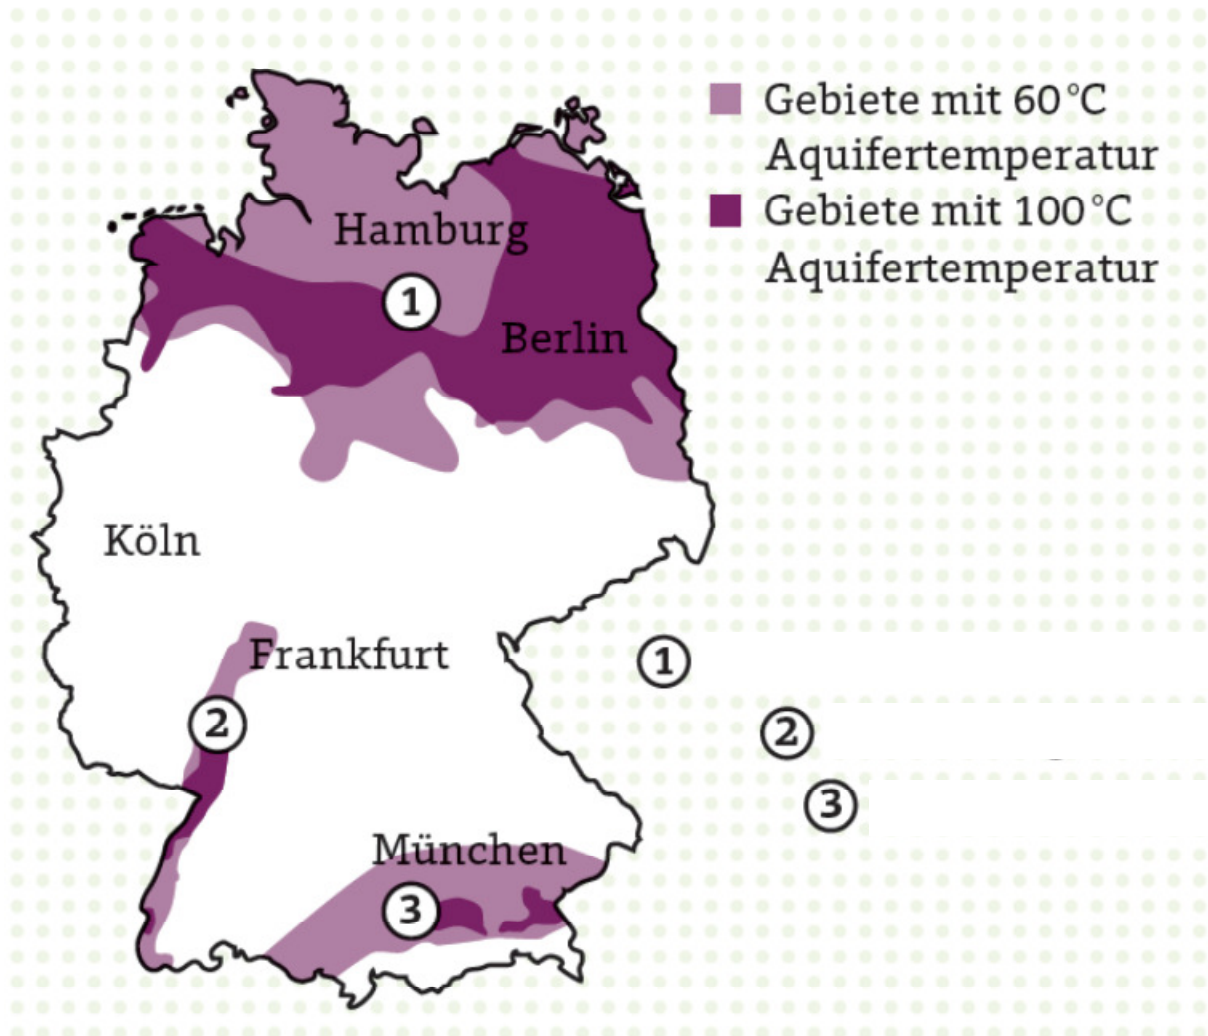 Gebiete mit 60 °C
Aquifertemperatur
Gebiete mit 100 °C
Aquifertemperatur
Hamburg
1
Berlin
Köln
Frankfurt
1
2
2
3
München
3